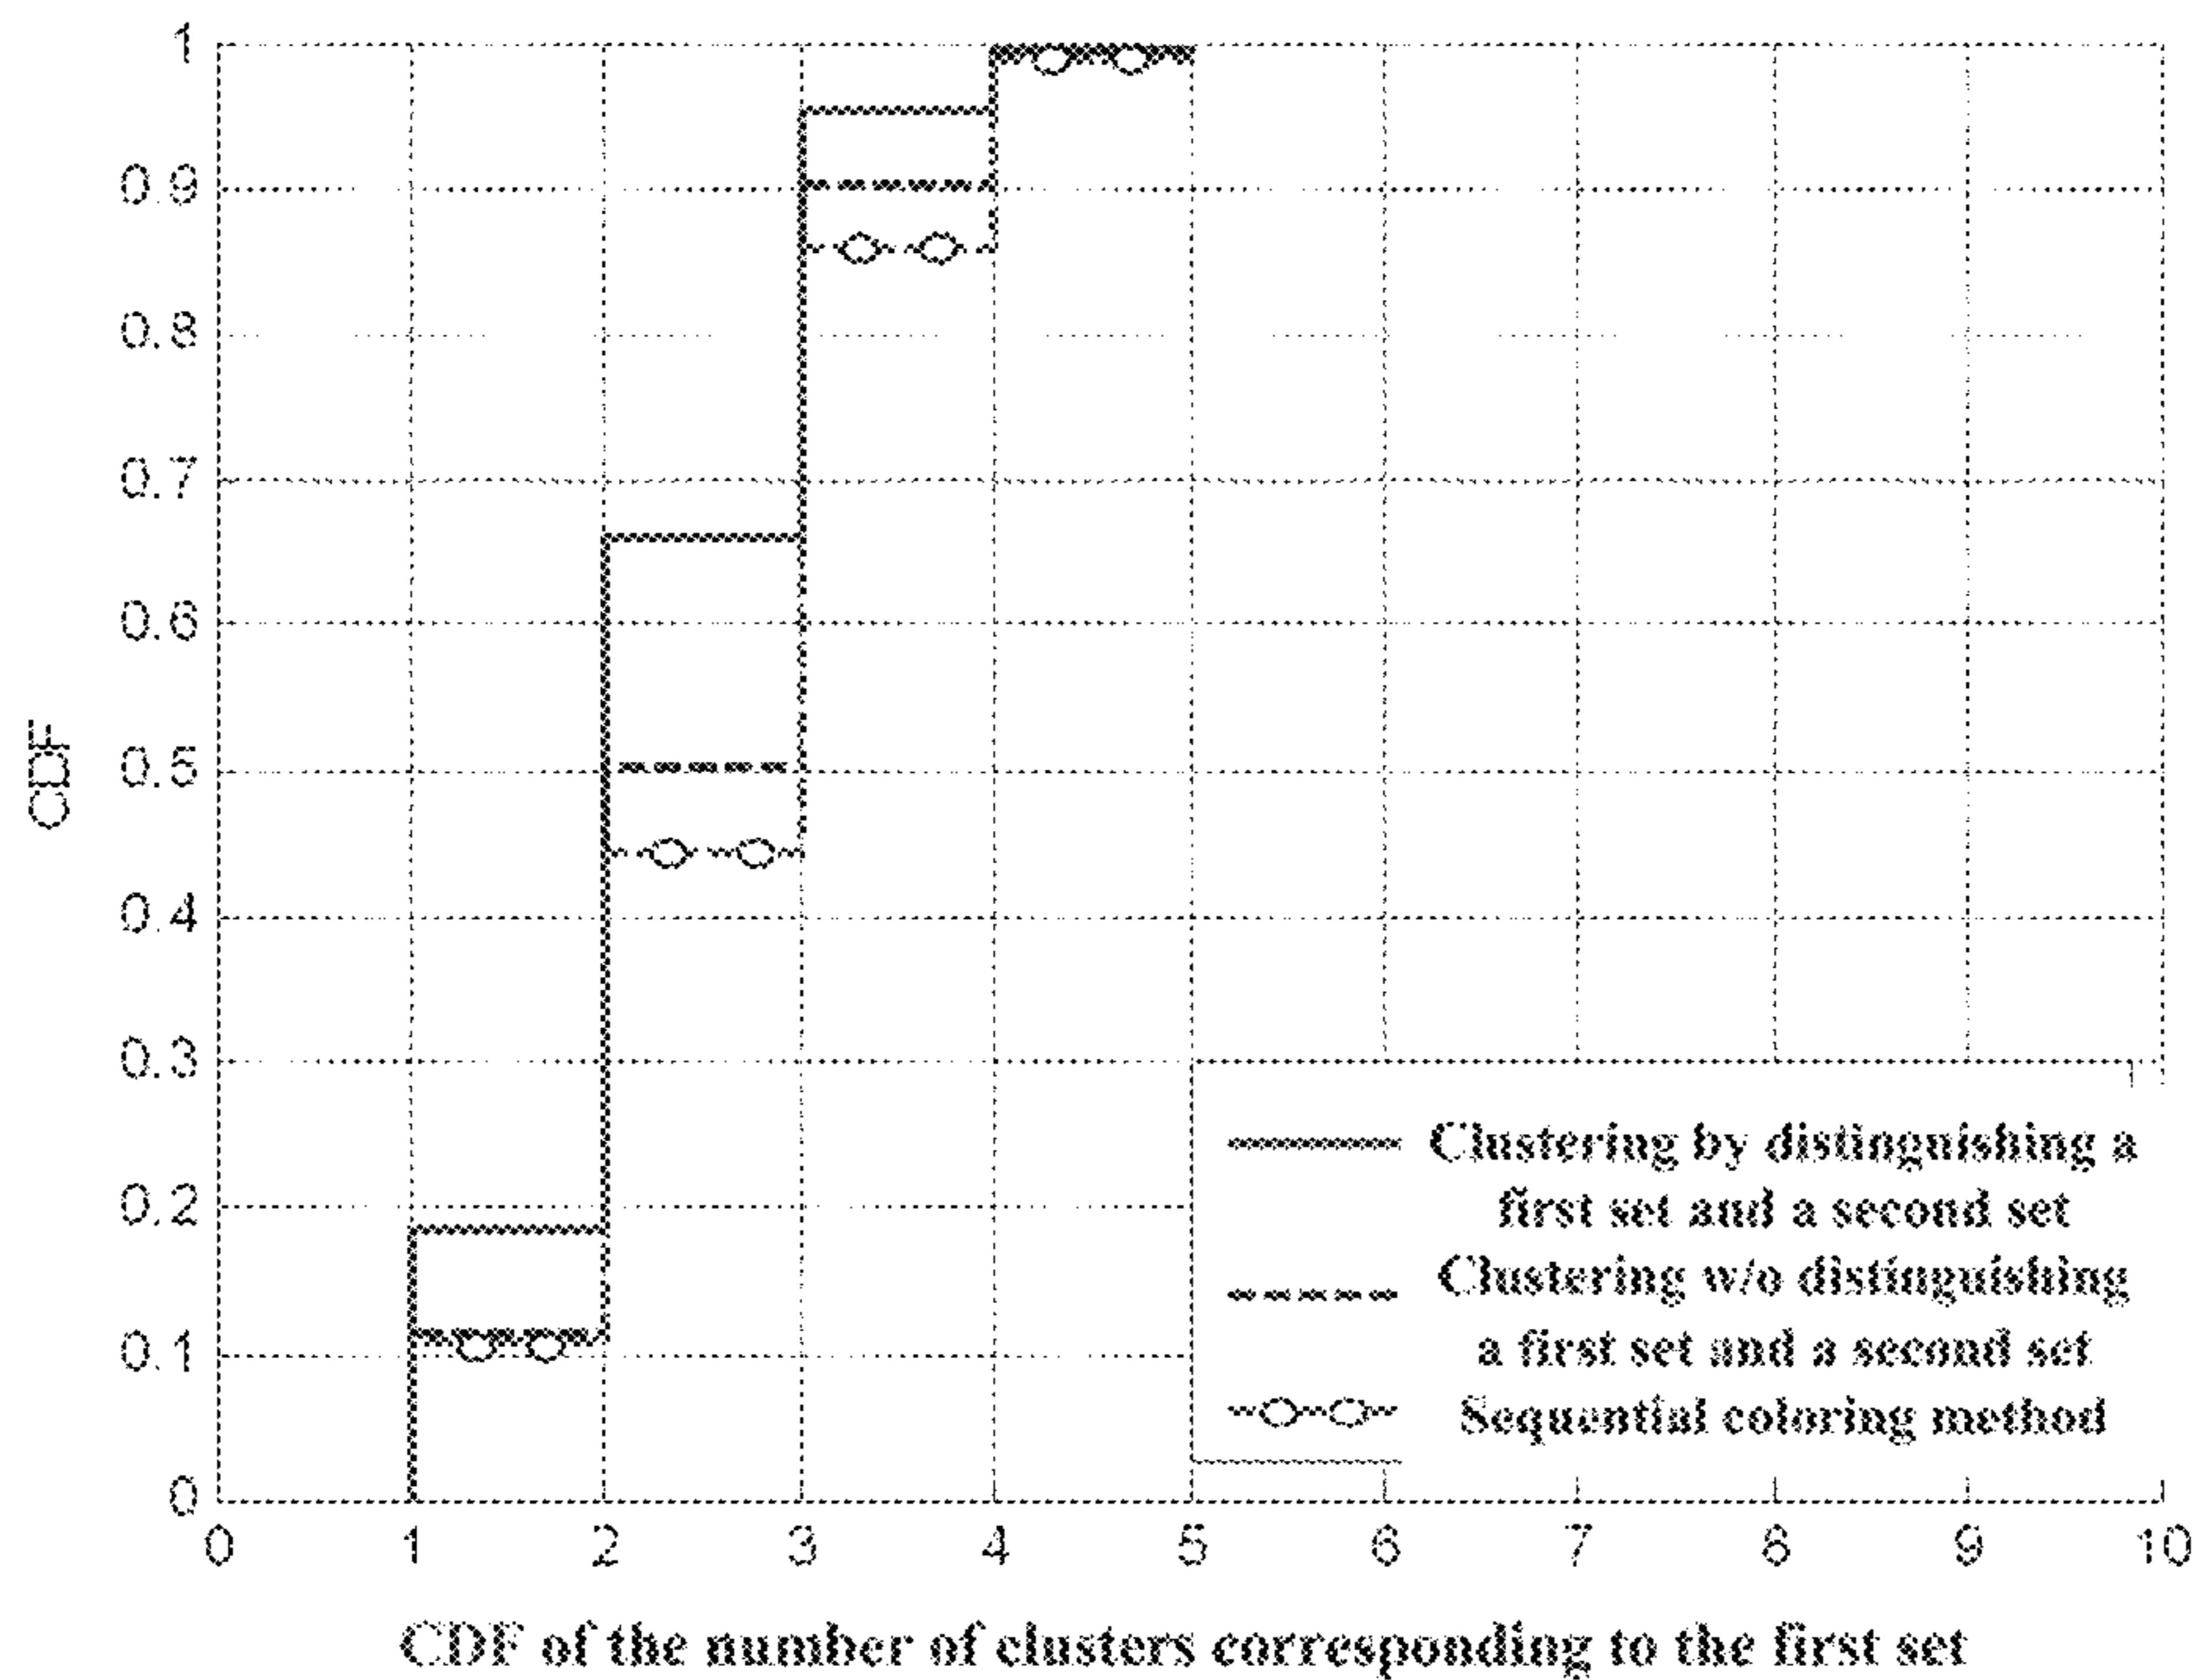 1
0.9
0.8
0.7
0.6
0.5
0.4
0.3
0.2
0.1
0
CDF
0 1 2 3 4 5 6 7 8 9 10
Clustering by distinguishing a
first set and a second set
Clustering w/o distinguishing
a first set and a second set
Sequential coloring method
CDF of the number of clusters corresponding to the first set